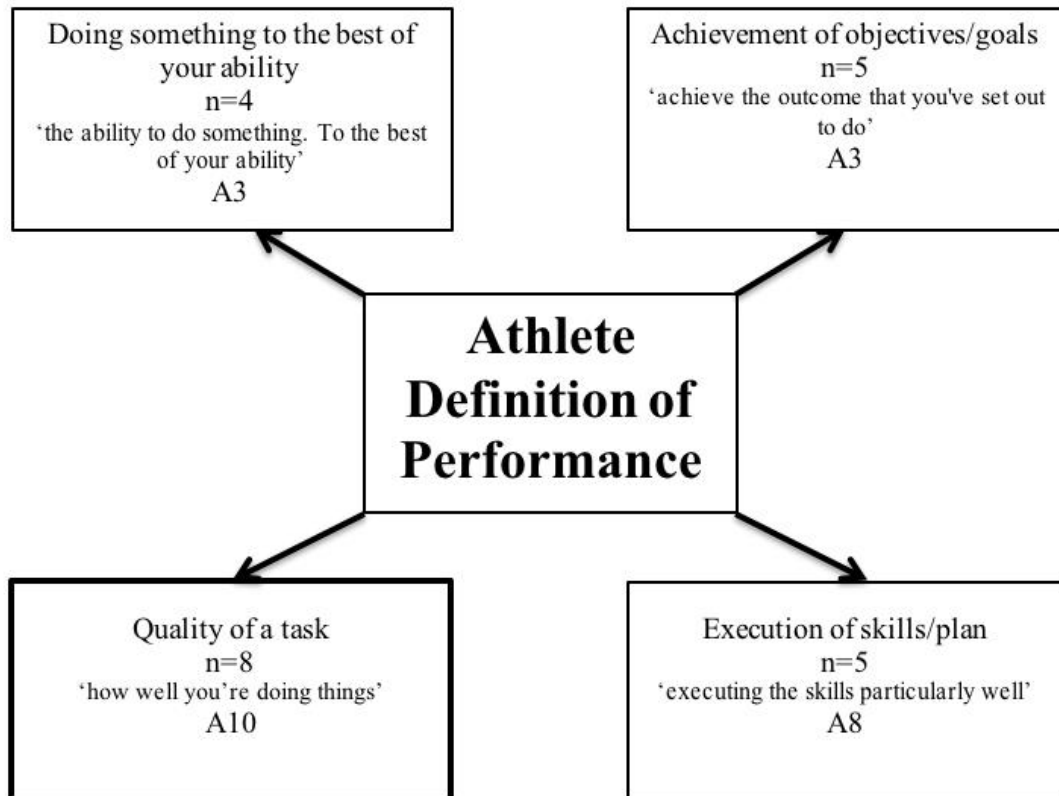 Doing something to the best of
your ability
n=4
‘the ability to do something. To the best
of your ability’
A3
Achievement of objectives/goals
n=5
‘achieve the outcome that you've set out
to do’
A3
Athlete
Definition of
Performance
Quality of a task
n=8
‘how well you’re doing things’
A10
Execution of skills/plan
n=5
‘executing the skills particularly well’
A8